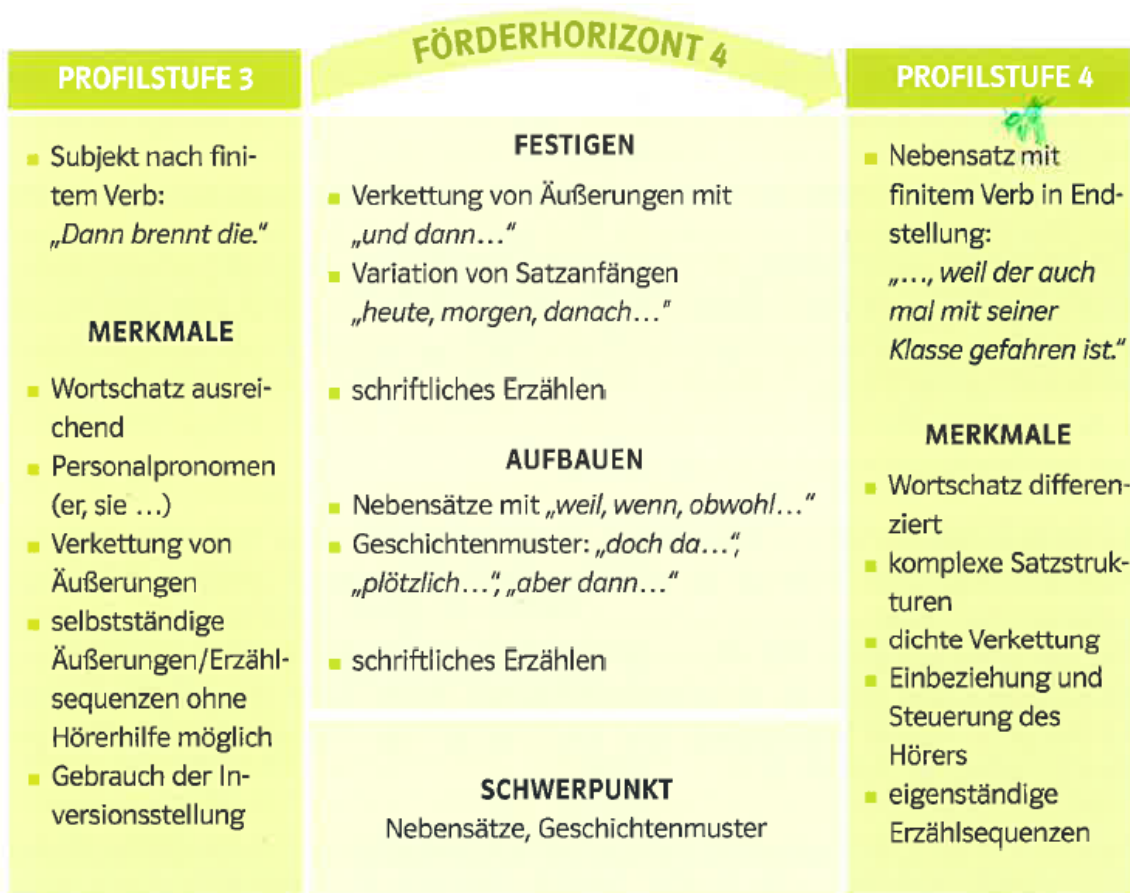 FÖRDERHORIZONT 4
PROFILSTUFE 3
Subjekt nach fini-
tem Verb:
„Dann brennt die.“
MERKMALE
Wortschatz ausrei-
chend
Personalpronomen
(er, sie ...)
Verkettung von
Äußerungen
selbstständige
Äußerungen/Erzähl-
sequenzen ohne
Hörerhilfe möglich
Gebrauch der In-
versionsstellung
FESTIGEN
Verkettung von Äußerungen mit
„und dann...“
Variation von Satzanfängen
„heute, morgen, danach...“
schriftliches Erzählen
AUFBAUEN
Nebensätze mit „weil, wenn, obwohl...“
Geschichtenmuster: „doch da...“,
„plötzlich...“, „aber dann...“
schriftliches Erzählen
SCHWERPUNKT
Nebensätze, Geschichtenmuster
PROFILSTUFE 4
Nebensatz mit
finitem Verb in End-
stellung:
„..., weil der auch
mal mit seiner
Klasse gefahren ist.“
MERKMALE
Wortschatz differen-
ziert
komplexe Satzstruk-
turen
dichte Verkettung
Einbeziehung und
Steuerung des
Hörers
eigenständige
Erzählsequenzen